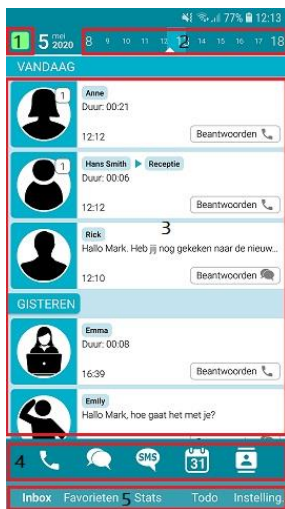 77% 12:13
1 5 mei 2020 8 9 10 11 12 13 14 15 16 17 18
2
VANDAAG
1
Anne
Duur: 00:21
12:12 Beantwoorden
1
Hans Smith Receptie
Duur: 00:06
12:12 Beantwoorden
3
Rick
Hallo Mark. Heb jij nog gekeken naar de nieuw...
12:10 Beantwoorden
GISTEREN
Emma
Duur: 00:08
16:39 Beantwoorden
Emily
Hallo Mark, hoe gaat het met je?
4 SMS 31
Inbox Favorieten 5 Stats Todo Instelling.